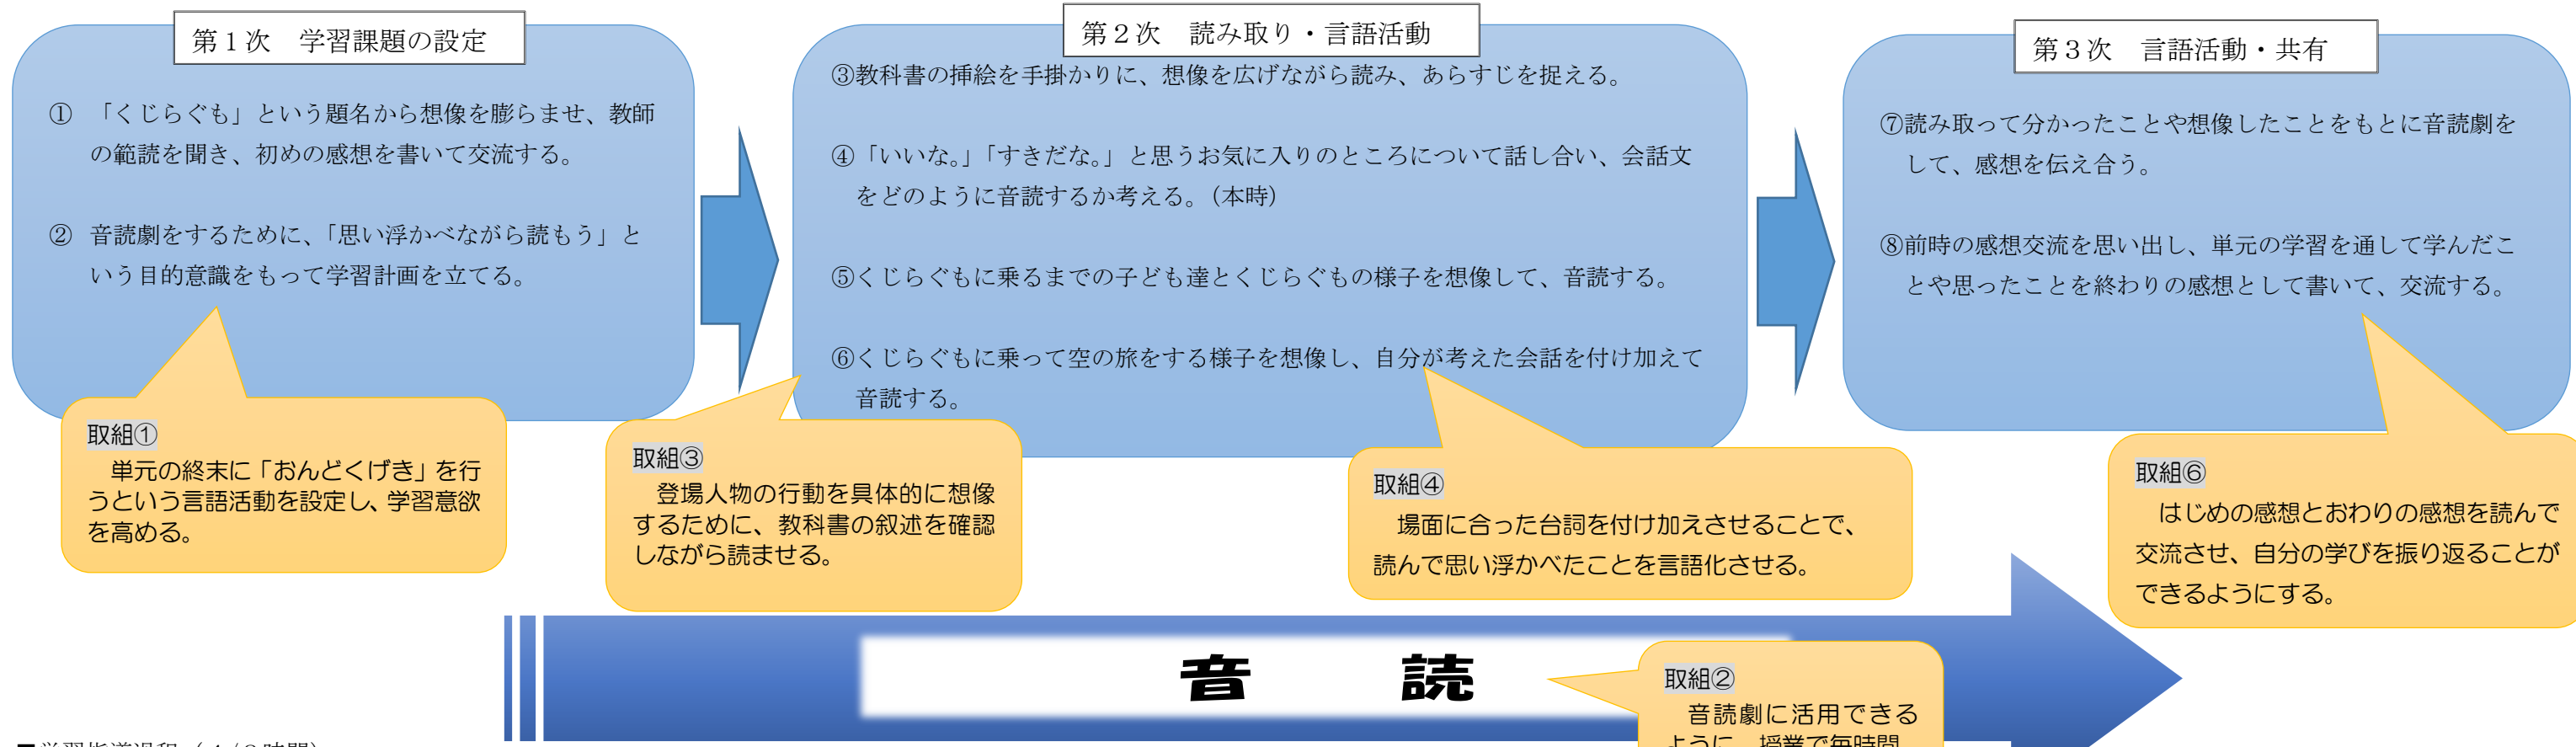 第１次　学習課題の設定
①　「くじらぐも」という題名から想像を膨らませ、教師
の範読を聞き、初めの感想を書いて交流する。
②　音読劇をするために、「思い浮かべながら読もう」と
いう目的意識をもって学習計画を立てる。
取組①
　単元の終末に「おんどくげき」を行
うという言語活動を設定し、学習意欲
を高める。
第２次　読み取り・言語活動
③教科書の挿絵を手掛かりに、想像を広げながら読み、あらすじを捉える。
④「いいな。」「すきだな。」と思うお気に入りのところについて話し合い、会話文
をどのように音読するか考える。（本時）
⑤くじらぐもに乗るまでの子ども達とくじらぐもの様子を想像して、音読する。
⑥くじらぐもに乗って空の旅をする様子を想像し、自分が考えた会話を付け加えて
音読する。
取組③
　登場人物の行動を具体的に想像
するために、教科書の叙述を確認
しながら読ませる。
取組④
　場面に合った台詞を付け加えさせることで、
読んで思い浮かべたことを言語化させる。
第３次　言語活動・共有
⑦読み取って分かったことや想像したことをもとに音読劇を
して、感想を伝え合う。
⑧前時の感想交流を思い出し、単元の学習を通して学んだこ
とや思ったことを終わりの感想として書いて、交流する。
取組⑥
　はじめの感想とおわりの感想を読んで
交流させ、自分の学びを振り返ることが
できるようにする。
音　読
取組②
　音読劇に活用できる
ように、授業で毎時間
■学習指導過程（４/８時間）